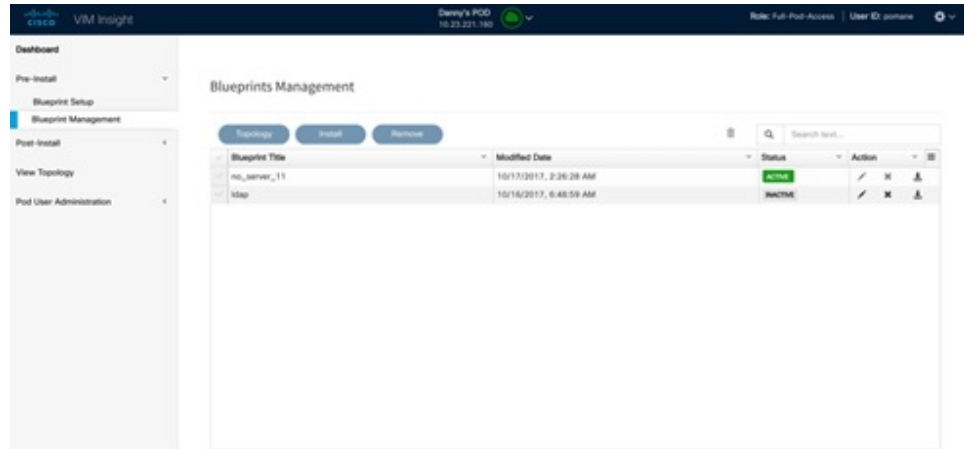 CISCO VIM Insight
Denny's POD
10.23.221.160
Role: Full-Pod-Access | User ID: pomane
Dashboard
Pre-Install
Blueprint Setup
Blueprint Management
Post-Install
View Topology
Pod User Administration
Blueprints Management
Topology Install Remove Search text...
Blueprint Title Modified Date Status Action
no_server_11 10/17/2017, 2:26:28 AM ACTIVE
ldap 10/16/2017, 6:48:59 AM INACTIVE